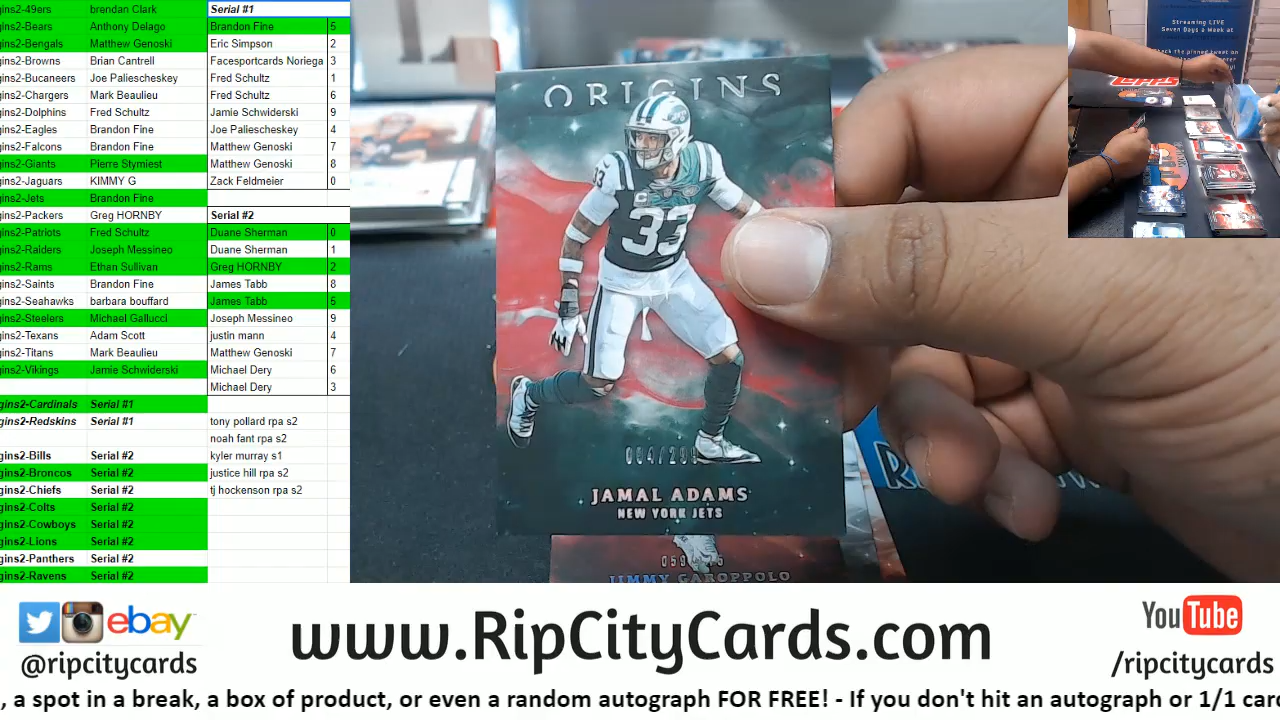 gins2-49ers brendan Clark Serial #1
gins2-Bears Anthony Delago Brandon Fine 5
gins2-Bengals Matthew Genoski Eric Simpson 2
gins2-Browns Brian Cantrell Facesportcards Noriega 3
gins2-Bucaneers Joe Paliescheskey Fred Schultz 1
gins2-Chargers Mark Beaulieu Fred Schultz 6
gins2-Dolphins Fred Schultz Jamie Schwiderski 9
gins2-Eagles Brandon Fine Joe Paliescheskey 4
gins2-Falcons Brandon Fine Matthew Genoski 7
gins2-Giants Pierre Stymiest Matthew Genoski 8
gins2-Jaguars KIMMY G Zack Feldmeier 0
gins2-Jets Brandon Fine
gins2-Packers Greg HORNBY Serial #2
gins2-Patriots Fred Schultz Duane Sherman 0
gins2-Raiders Joseph Messineo Duane Sherman 1
gins2-Rams Ethan Sullivan Greg HORNBY 2
gins2-Saints Brandon Fine James Tabb 8
gins2-Seahawks barbara bouffard James Tabb 5
gins2-Steelers Michael Gallucci Joseph Messineo 9
gins2-Texans Adam Scott justin mann 4
gins2-Titans Mark Beaulieu Matthew Genoski 7
gins2-Vikings Jamie Schwiderski Michael Dery 6
Michael Dery 3
gins2-Cardinals Serial #1
gins2-Redskins Serial #1 tony pollard rpa s2
noah fant rpa s2
gins2-Bills Serial #2 kyler murray s1
gins2-Broncos Serial #2 justice hill rpa s2
gins2-Chiefs Serial #2 tj hockenson rpa s2
gins2-Colts Serial #2
gins2-Cowboys Serial #2
gins2-Lions Serial #2
gins2-Panthers Serial #2
gins2-Ravens Serial #2
ORIGINS
33
33
JAMAL ADAMS
NEW YORK JETS
JIMMY GAROPPOLO
Streaming LIVE
Seven Days a Week at
ebay
@ripcitycards
www.RipCityCards.com
YouTube
/ripcitycards
, a spot in a break, a box of product, or even a random autograph FOR FREE! - If you don't hit an autograph or 1/1 card